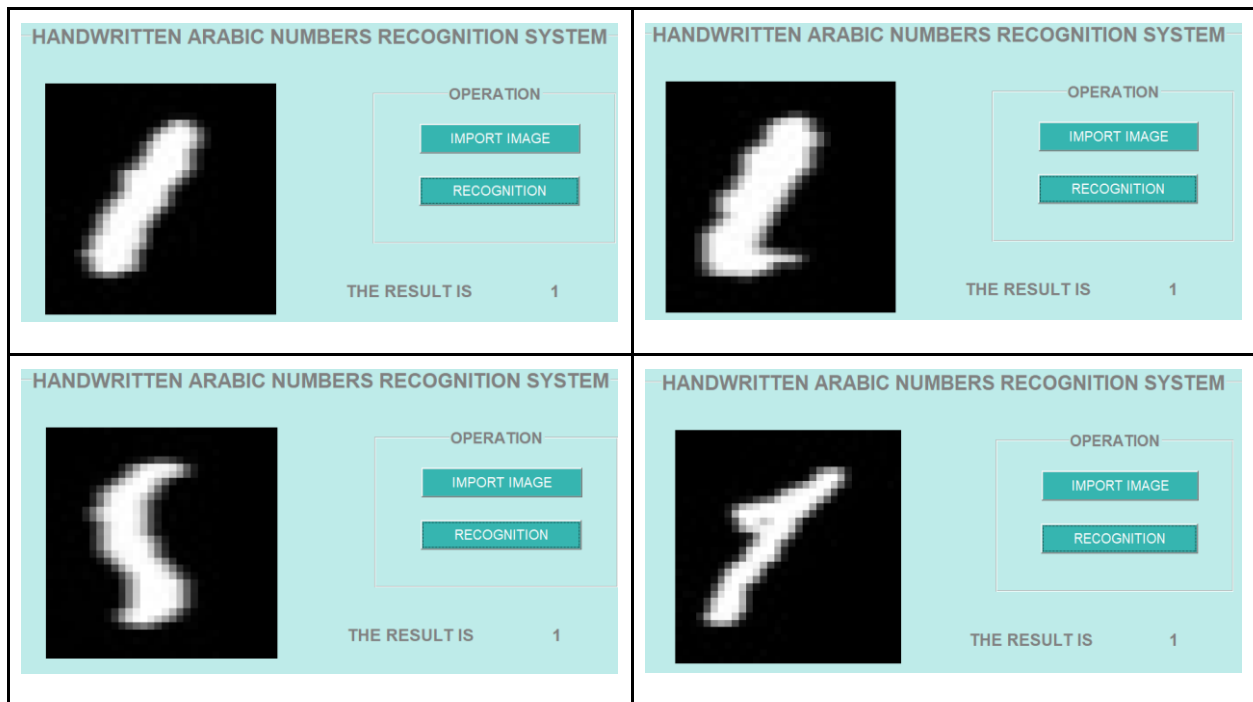 HANDWRITTEN ARABIC NUMBERS RECOGNITION SYSTEM
OPERATION
IMPORT IMAGE
RECOGNITION
THE RESULT IS 1
HANDWRITTEN ARABIC NUMBERS RECOGNITION SYSTEM
OPERATION
IMPORT IMAGE
RECOGNITION
THE RESULT IS 1
HANDWRITTEN ARABIC NUMBERS RECOGNITION SYSTEM
OPERATION
IMPORT IMAGE
RECOGNITION
THE RESULT IS 1
HANDWRITTEN ARABIC NUMBERS RECOGNITION SYSTEM
OPERATION
IMPORT IMAGE
RECOGNITION
THE RESULT IS 1